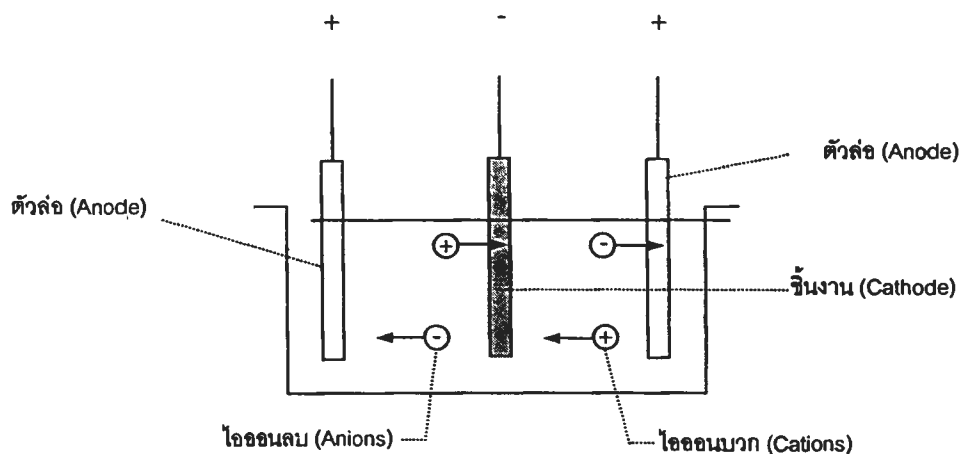 + - +
ตัวล่อ (Anode)
ตัวล่อ (Anode)
+ -
ชิ้นงาน (Cathode)
- +
ไอออนลบ (Anions)
ไอออนบวก (Cations)